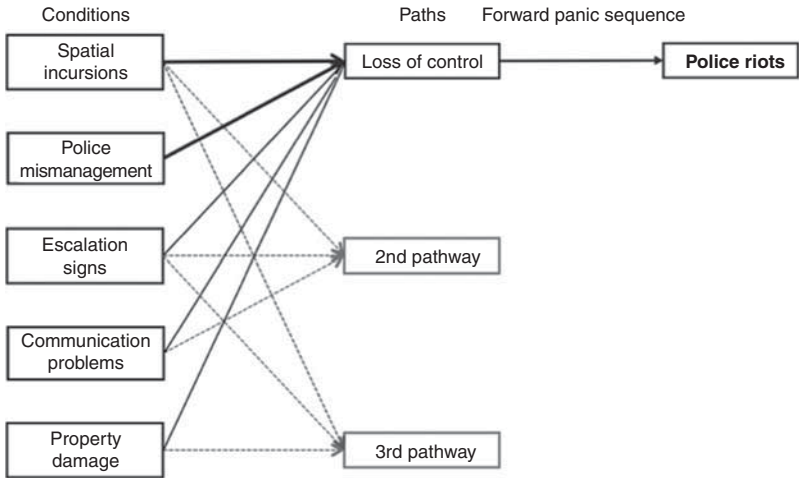 Conditions
Paths
Forward panic sequence
Spatial
incursions
Loss of control
Police riots
Police
mismanagement
Escalation
signs
2nd pathway
Communication
problems
Property
damage
3rd pathway